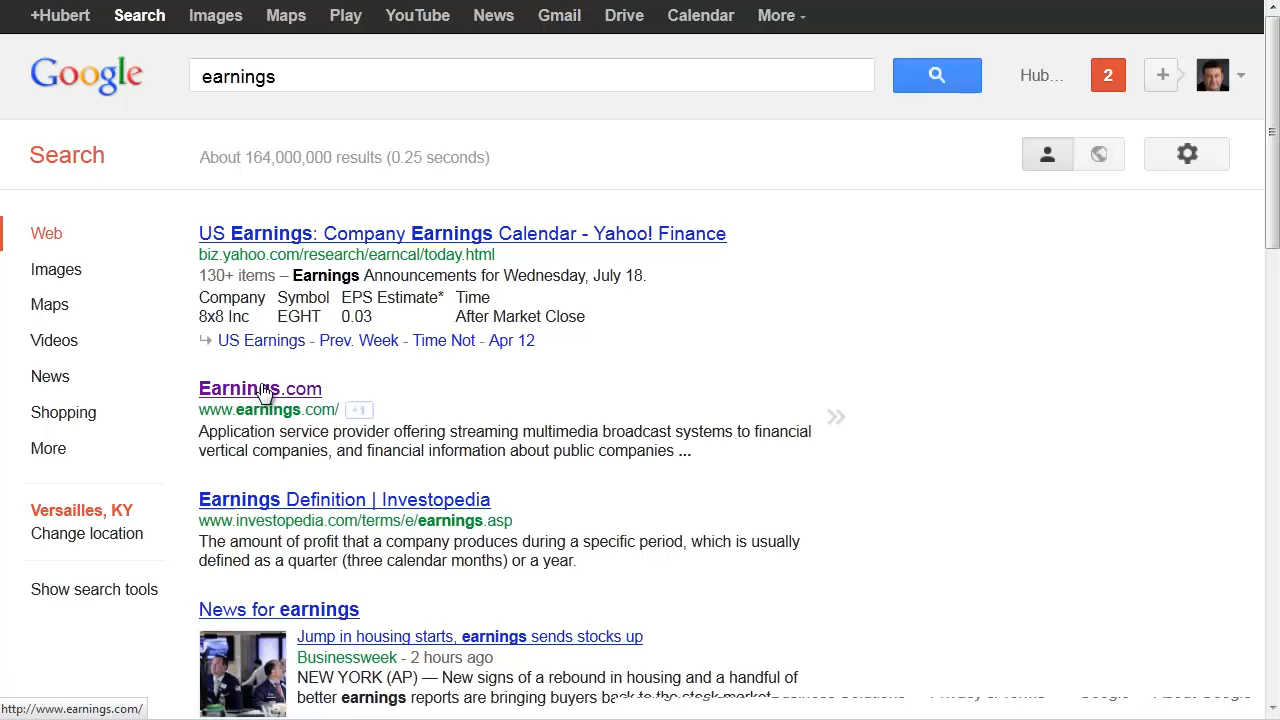 +Hubert Search Images Maps Play YouTube News Gmail Drive Calendar More
Google earnings Hub... 2 +
Search About 164,000,000 results (0.25 seconds)
Web
Images
Maps
Videos
News
Shopping
More
Versailles, KY
Change location
Show search tools
US Earnings: Company Earnings Calendar - Yahoo! Finance
biz.yahoo.com/research/earncal/today.html
130+ items – Earnings Announcements for Wednesday, July 18.
Company Symbol EPS Estimate* Time
8x8 Inc EGHT 0.03 After Market Close
US Earnings - Prev. Week - Time Not - Apr 12
Earnings.com
www.earnings.com/ +1
Application service provider offering streaming multimedia broadcast systems to financial
vertical companies, and financial information about public companies ...
Earnings Definition | Investopedia
www.investopedia.com/terms/e/earnings.asp
The amount of profit that a company produces during a specific period, which is usually
defined as a quarter (three calendar months) or a year.
News for earnings
Jump in housing starts, earnings sends stocks up
Businessweek - 2 hours ago
NEW YORK (AP) — New signs of a rebound in housing and a handful of
better earnings reports are bringing buyers back to the stock market
http://www.earnings.com/